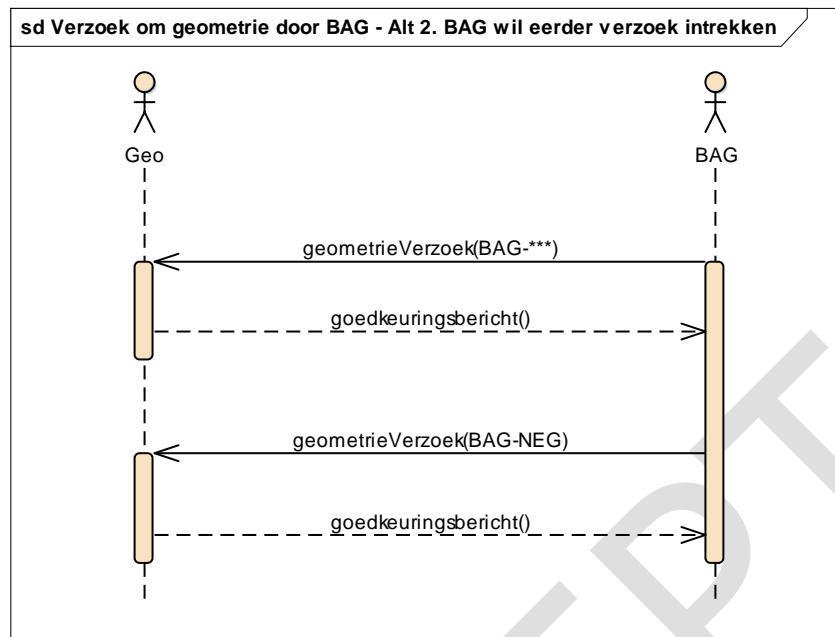 sd Verzoek om geometrie door BAG - Alt 2. BAG wil eerder verzoek intrekken
Geo
BAG
geometrieVerzoek(BAG-***)
goedkeuringsbericht()
geometrieVerzoek(BAG-NEG)
goedkeuringsbericht()